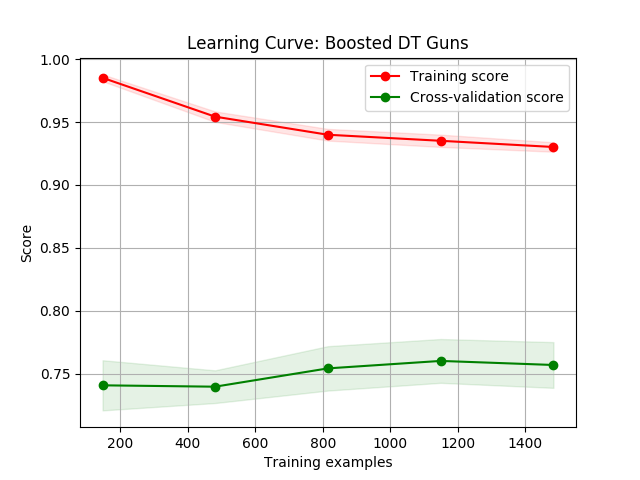 Learning Curve: Boosted DT Guns
Training score
Cross-validation score
1.00
0.95
0.90
0.85
0.80
0.75
Score
200
400
600
800
1000
1200
1400
Training examples